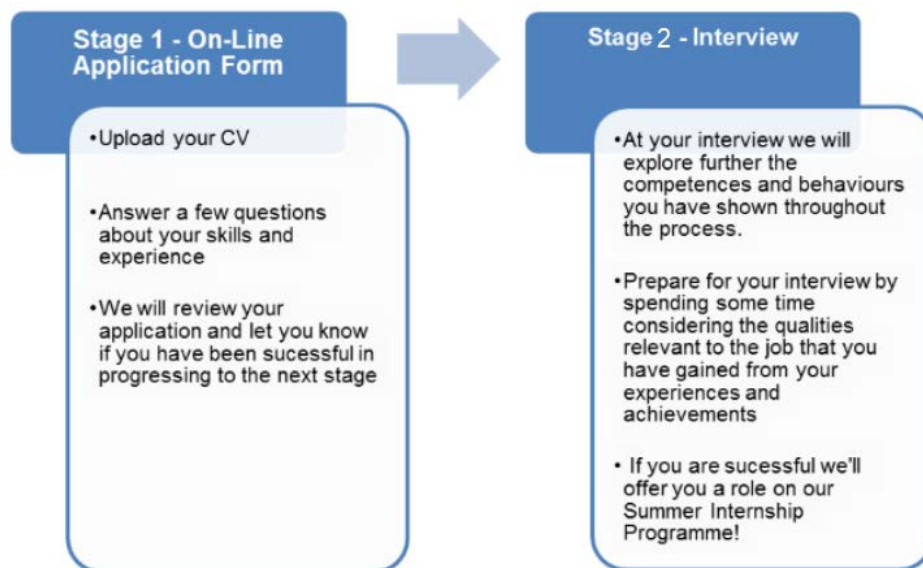 Stage 1 - On-Line
Application Form
•Upload your CV
•Answer a few questions
about your skills and
experience
•We will review your
application and let you know
if you have been sucessful in
progressing to the next stage
Stage 2 - Interview
•At your interview we will
explore further the
competences and behaviours
you have shown throughout
the process.
•Prepare for your interview by
spending some time
considering the qualities
relevant to the job that you
have gained from your
experiences and
achievements
• If you are sucessful we'll
offer you a role on our
Summer Internship
Programme!